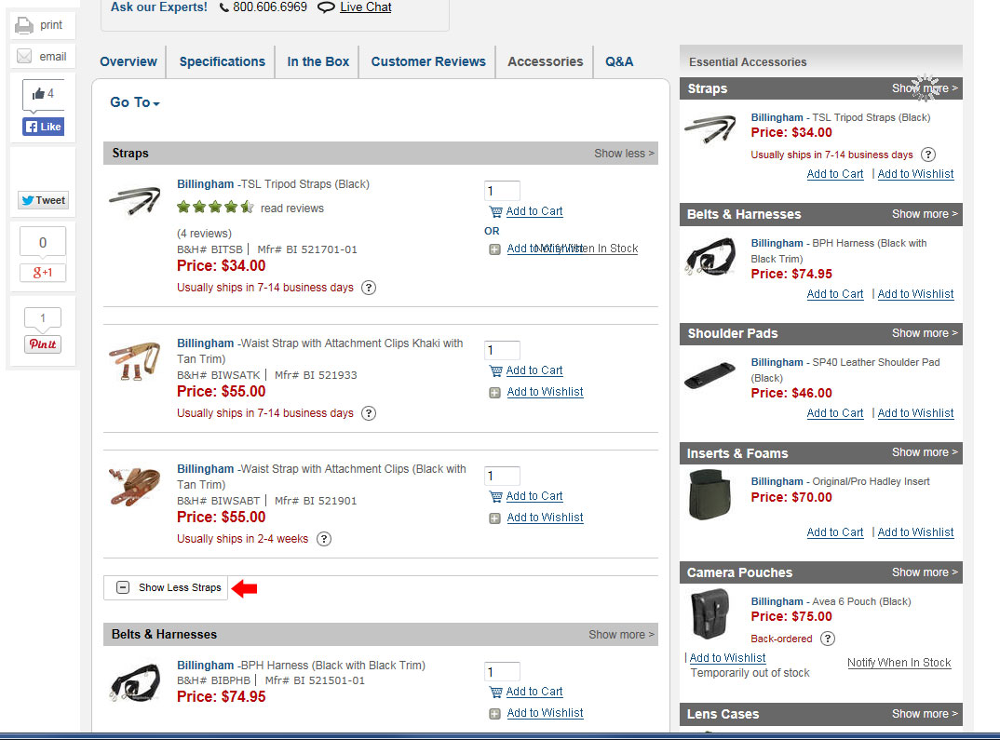 Ask our Experts! 800.606.6969 Live Chat
print
email
4
Like
Tweet
0
g+1
1
Pinit
Overview
Specifications
In the Box
Customer Reviews
Accessories
Q&A
Go To
Straps Show less >
Billingham -TSL Tripod Straps (Black)
read reviews
(4 reviews)
B&H# BITSB | Mfr# BI 521701-01
Price: $34.00
Usually ships in 7-14 business days ?
1
Add to Cart
OR
Add to Wishlist Notify When In Stock
Billingham -Waist Strap with Attachment Clips Khaki with
Tan Trim)
B&H# BIWSATK | Mfr# BI 521933
Price: $55.00
Usually ships in 7-14 business days ?
1
Add to Cart
Add to Wishlist
Billingham -Waist Strap with Attachment Clips (Black with
Tan Trim)
B&H# BIWSABT | Mfr# BI 521901
Price: $55.00
Usually ships in 2-4 weeks ?
1
Add to Cart
Add to Wishlist
Show Less Straps
Belts & Harnesses Show more >
Billingham -BPH Harness (Black with Black Trim)
B&H# BIBPHB | Mfr# BI 521501-01
Price: $74.95
1
Add to Cart
Add to Wishlist
Essential Accessories
Straps Show more >
Billingham - TSL Tripod Straps (Black)
Price: $34.00
Usually ships in 7-14 business days ?
Add to Cart | Add to Wishlist
Belts & Harnesses Show more >
Billingham - BPH Harness (Black with
Black Trim)
Price: $74.95
Add to Cart | Add to Wishlist
Shoulder Pads Show more >
Billingham - SP40 Leather Shoulder Pad
(Black)
Price: $46.00
Add to Cart | Add to Wishlist
Inserts & Foams Show more >
Billingham - Original/Pro Hadley Insert
Price: $70.00
Add to Cart | Add to Wishlist
Camera Pouches Show more >
Billingham - Avea 6 Pouch (Black)
Price: $75.00
Back-ordered ?
| Add to Wishlist Notify When In Stock
Temporarily out of stock
Lens Cases Show more >